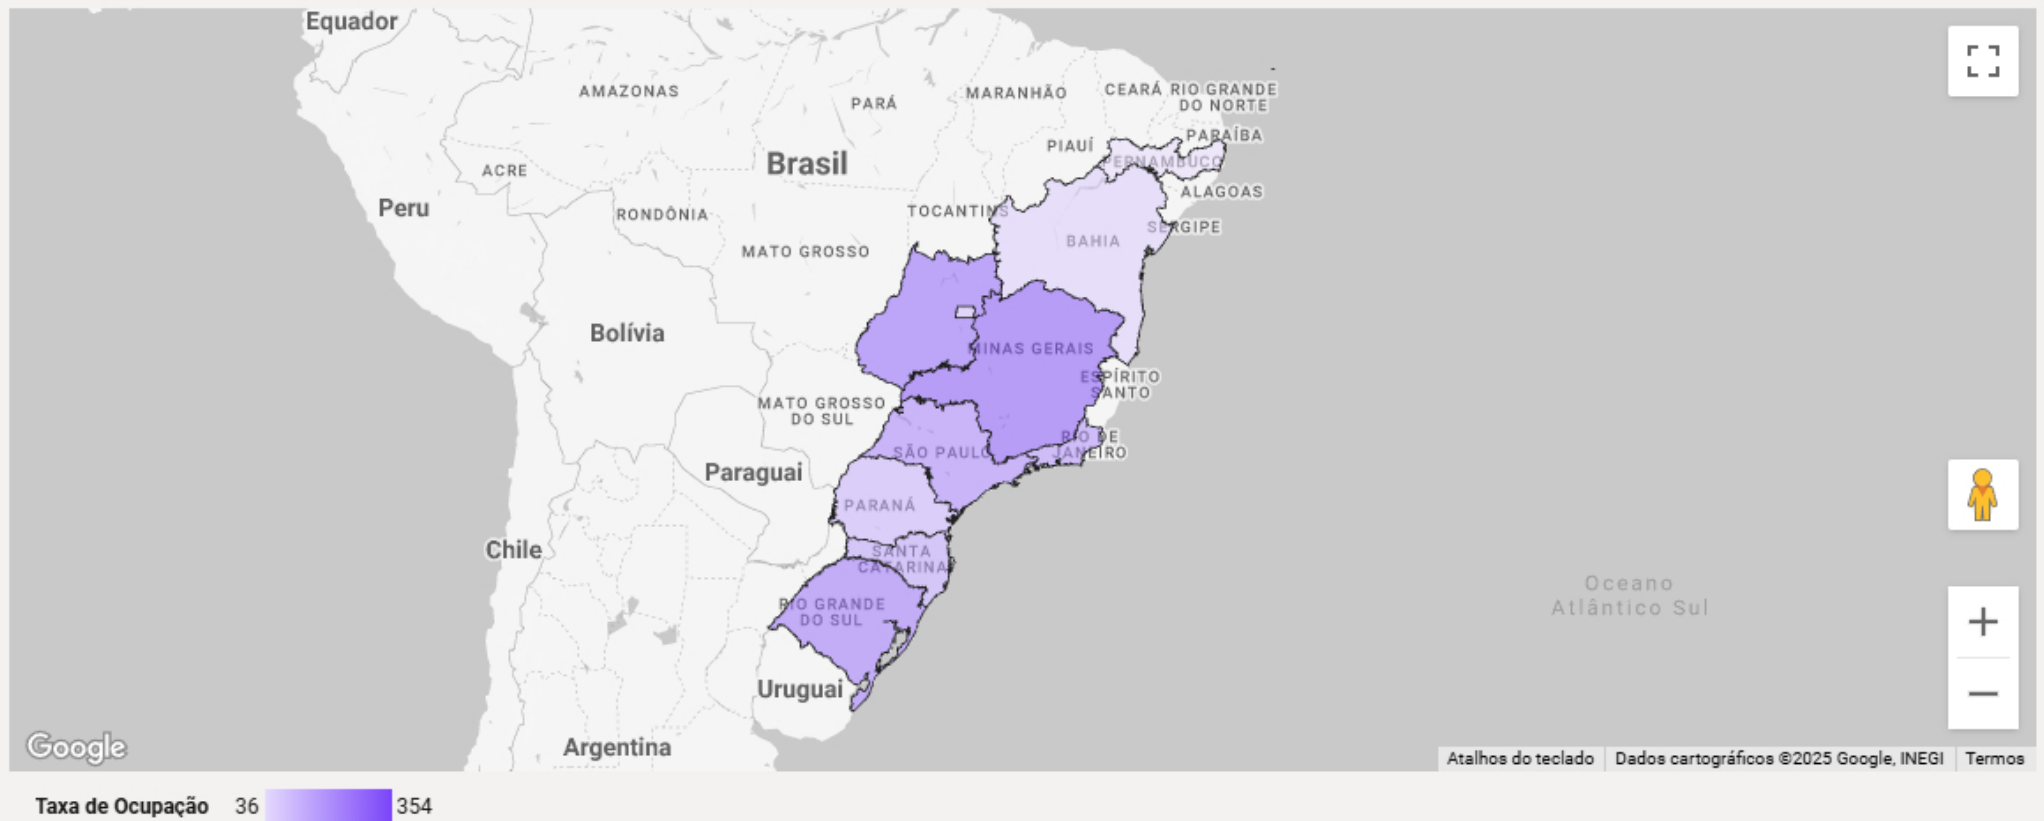 Equador
AMAZONAS
PARÁ
MARANHÃO
CEARÁ
RIO GRANDE
DO NORTE
PARAÍBA
PIAUÍ
PERNAMBUCO
Brasil
ACRE
ALAGOAS
Peru
RONDÔNIA
TOCANTINS
SERGIPE
MATO GROSSO
BAHIA
Bolívia
MINAS GERAIS
ESPÍRITO
SANTO
MATO GROSSO
DO SUL
RIO DE
JANEIRO
SÃO PAULO
Paraguai
PARANÁ
Chile
SANTA
CATARINA
RIO GRANDE
DO SUL
Oceano
Atlântico Sul
Uruguai
Argentina
Google
Atalhos do teclado
Dados cartográficos ©2025 Google, INEGI
Termos
Taxa de Ocupação 36 354